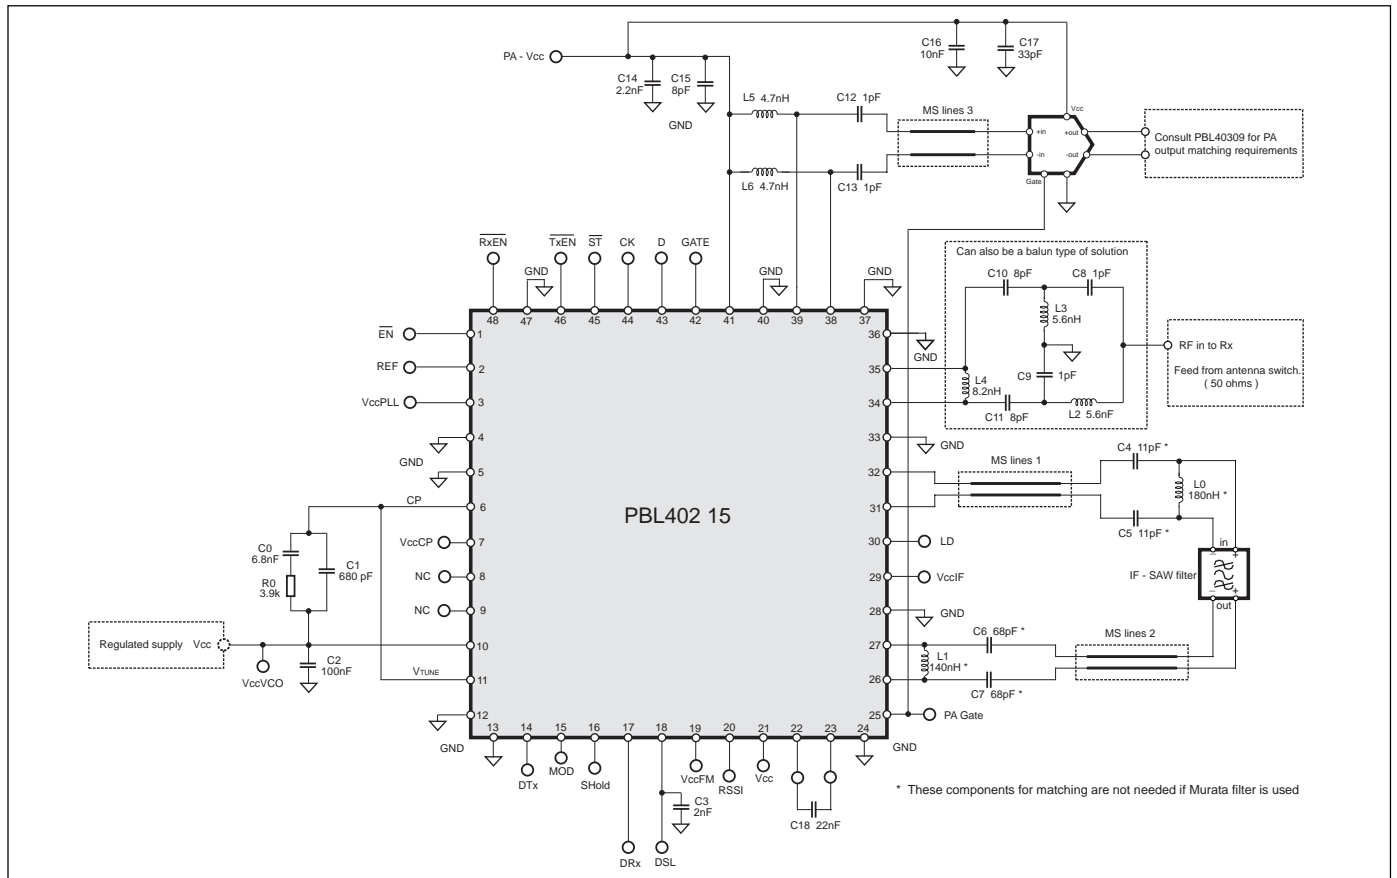 PA - Vcc
C14
2.2nF
C15
8pF
GND
C16
10nF
C17
33pF
L5 4.7nH
C12 1pF
MS lines 3
Vcc
+in
+out
-in
-out
Gate
Consult PBL40309 for PA
output matching requirements
L6 4.7nH
C13 1pF
RxEN
TxEN
ST
CK
D
GATE
GND
GND
GND
48
47
46
45
44
43
42
41
40
39
38
37
Can also be a balun type of solution
C10 8pF
C8 1pF
L3
5.6nH
C9 1pF
L4
8.2nH
C11 8pF
L2 5.6nF
RF in to Rx
Feed from antenna switch.
( 50 ohms )
EN
REF
VccPLL
GND
CP
VccCP
NC
NC
VTUNE
GND
1
2
3
4
5
6
7
8
9
10
11
12
C0
6.8nF
R0
3.9k
C1
680 pF
Regulated supply Vcc
VccVCO
C2
100nF
PBL402 15
36
35
34
33
32
31
30
29
28
27
26
25
GND
GND
LD
VccIF
GND
PA Gate
GND
MS lines 1
C4 11pF *
L0
180nH *
C5 11pF *
in
– +
IF - SAW filter
– +
out
C6 68pF *
L1
140nH *
C7 68pF *
MS lines 2
13
14
15
16
17
18
19
20
21
22
23
24
DTx
MOD
SHold
DRx
DSL
C3
2nF
VccFM
RSSI
Vcc
C18 22nF
* These components for matching are not needed if Murata filter is used